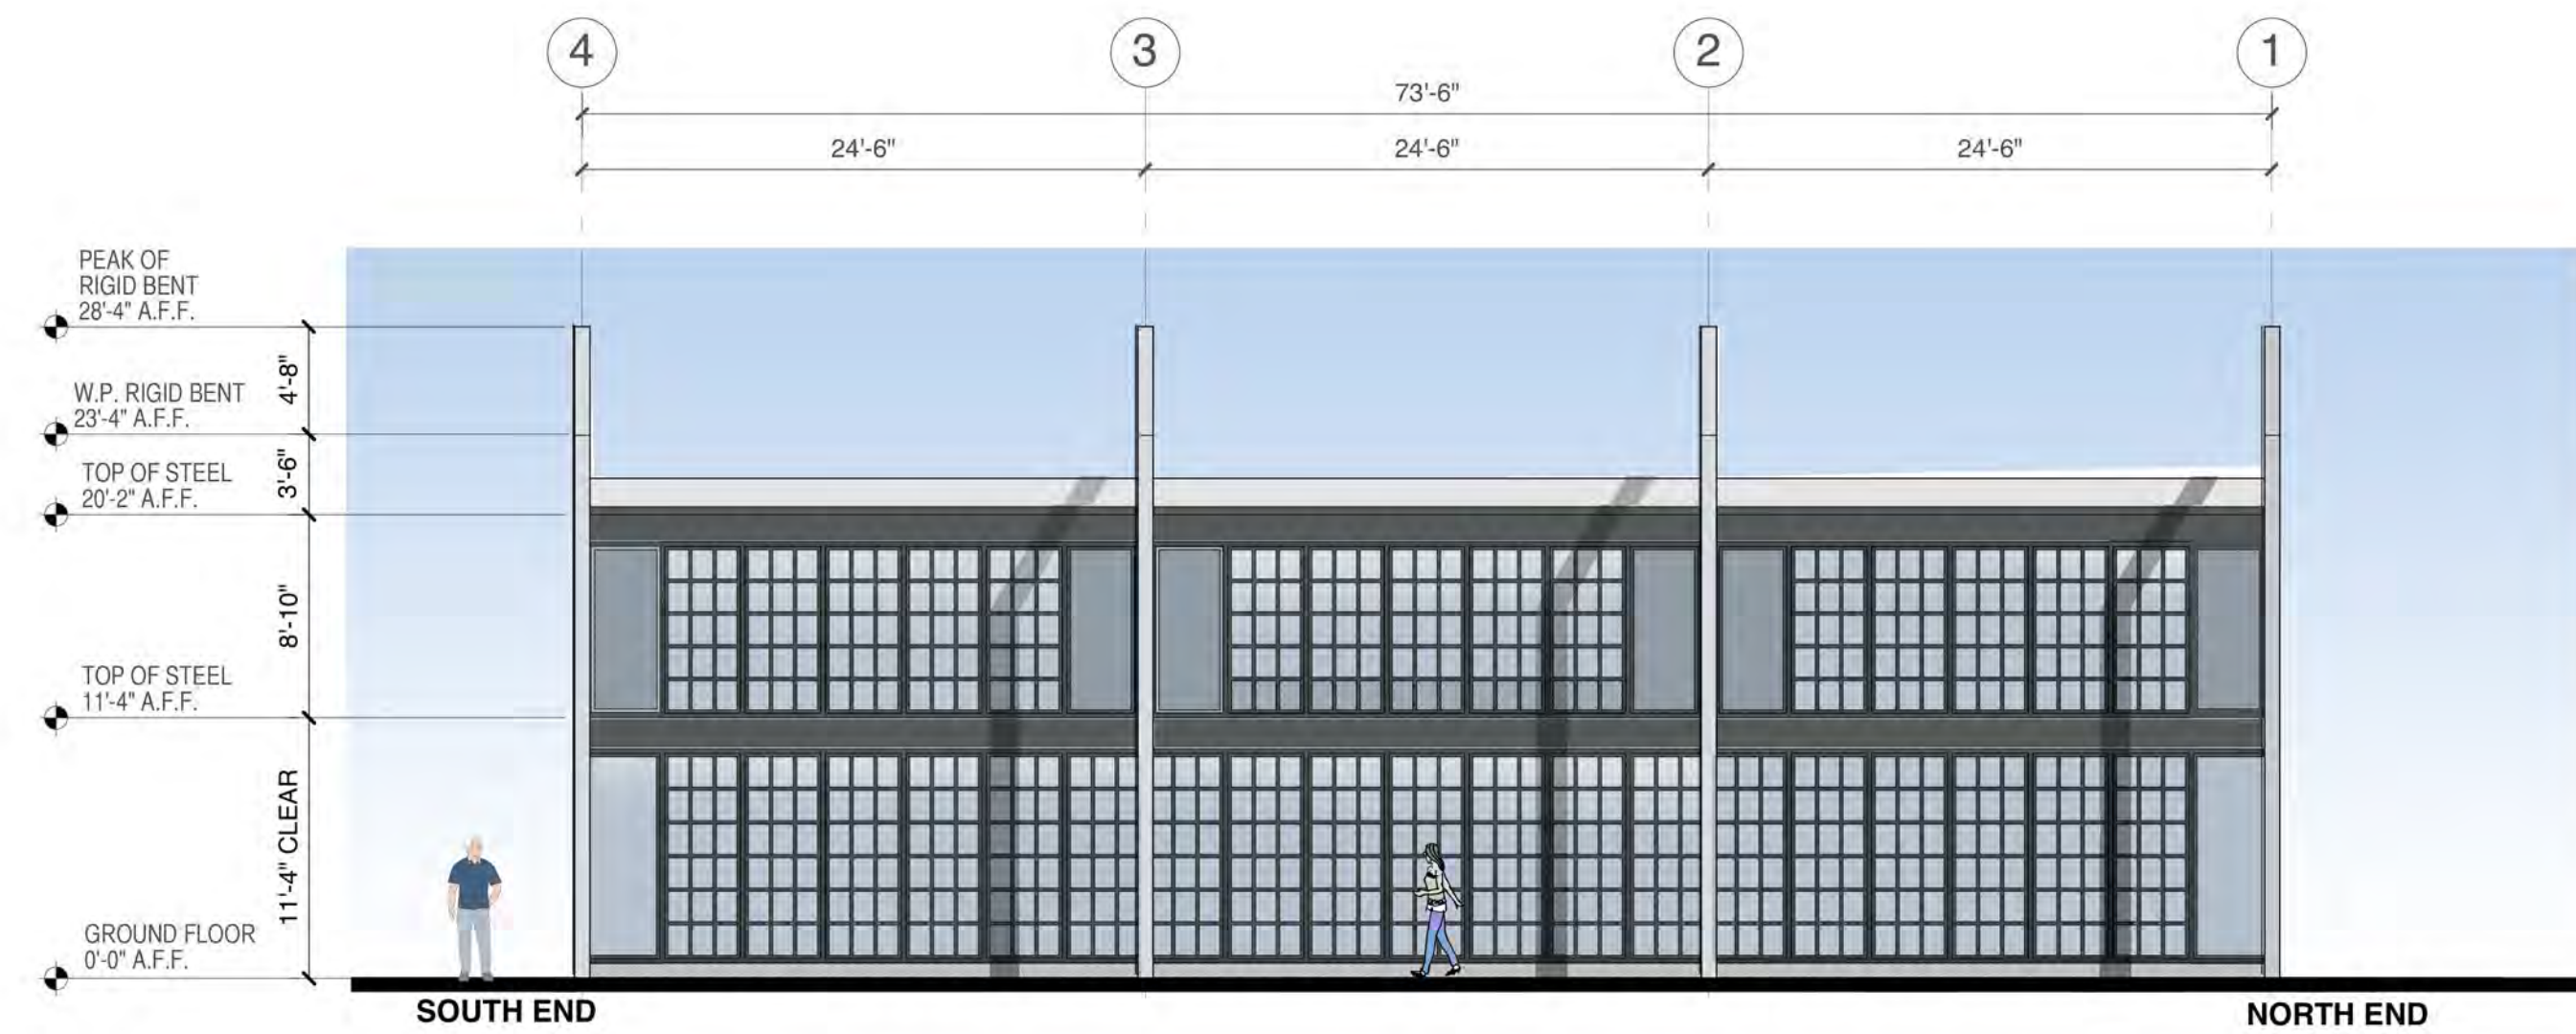 4
3
2
1
73'-6"
24'-6"
24'-6"
24'-6"
PEAK OF
RIGID BENT
28'-4" A.F.F.
4'-8"
W.P. RIGID BENT
23'-4" A.F.F.
3'-6"
TOP OF STEEL
20'-2" A.F.F.
8'-10"
TOP OF STEEL
11'-4" A.F.F.
11'-4" CLEAR
GROUND FLOOR
0'-0" A.F.F.
SOUTH END
NORTH END